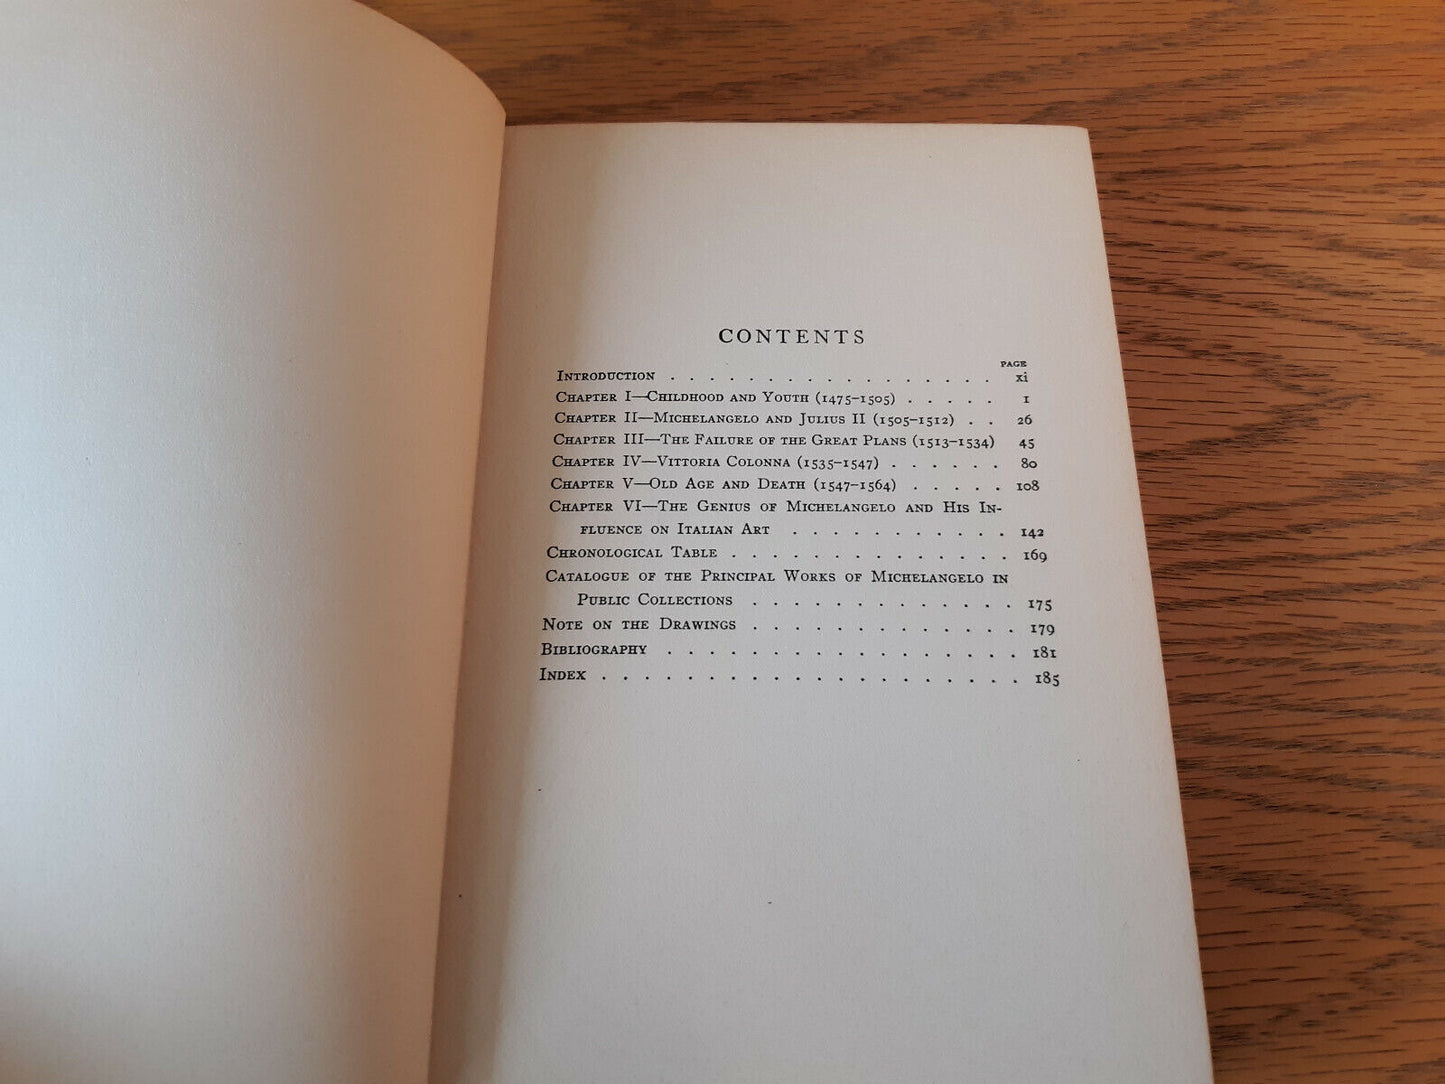 CONTENTS
PAGE
Introduction . . . . . . . . . . . . . . . . xi
Chapter I—Childhood and Youth (1475–1505) . . . . . 1
Chapter II—Michelangelo and Julius II (1505–1512) . . 26
Chapter III—The Failure of the Great Plans (1513–1534) 45
Chapter IV—Vittoria Colonna (1535–1547) . . . . . . 80
Chapter V—Old Age and Death (1547–1564) . . . . . 108
Chapter VI—The Genius of Michelangelo and His In-
fluence on Italian Art . . . . . . . . . . . 142
Chronological Table . . . . . . . . . . . . . 169
Catalogue of the Principal Works of Michelangelo in
Public Collections . . . . . . . . . . . . . 175
Note on the Drawings . . . . . . . . . . . . . 179
Bibliography . . . . . . . . . . . . . . . . . 181
Index . . . . . . . . . . . . . . . . . . . . 185